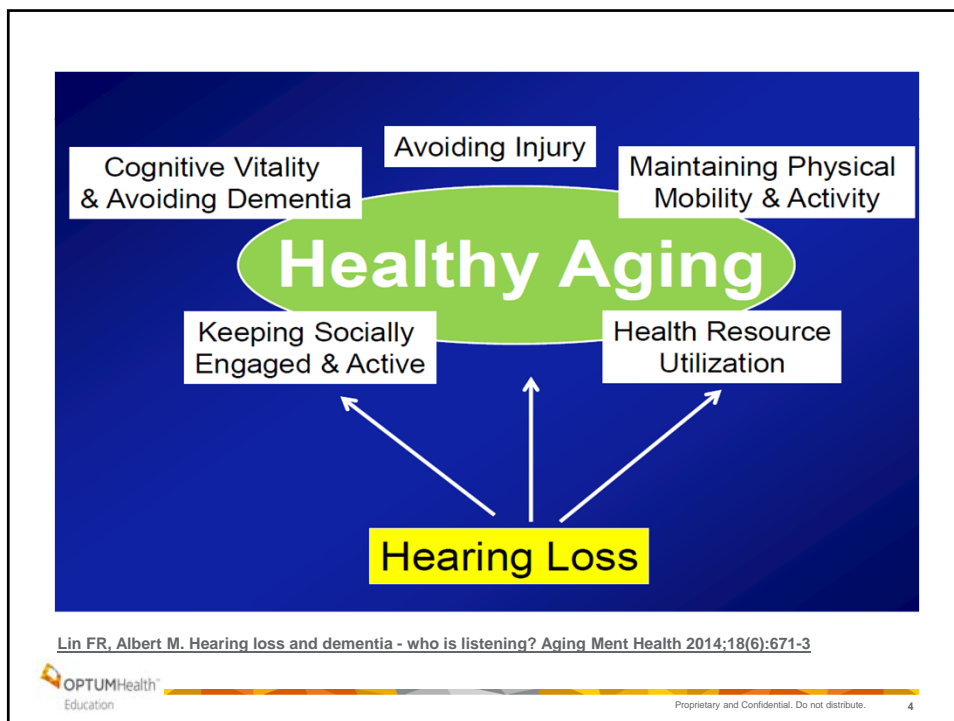 Avoiding Injury
Cognitive Vitality
& Avoiding Dementia
Maintaining Physical
Mobility & Activity
Healthy Aging
Keeping Socially
Engaged & Active
Health Resource
Utilization
Hearing Loss
Lin FR, Albert M. Hearing loss and dementia - who is listening? Aging Ment Health 2014;18(6):671-3
OPTUMHealth™
Education
Proprietary and Confidential. Do not distribute.
4